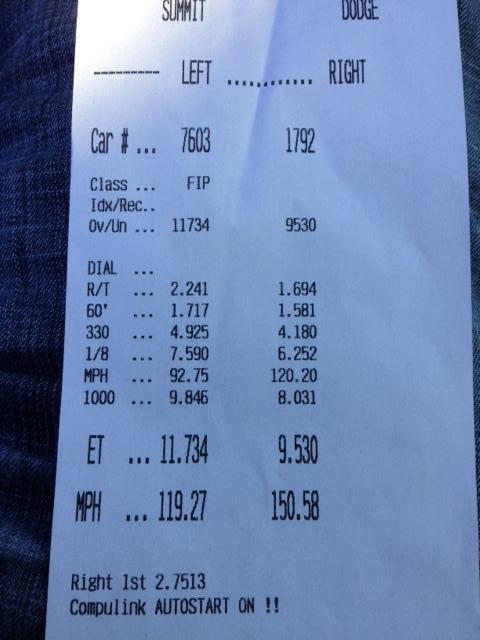 SUMMIT DODGE
--------- LEFT ............ RIGHT
Car # ... 7603 1792
Class ... FIP
Idx/Rec..
Ov/Un ... 11734 9530
DIAL ...
R/T ... 2.241 1.694
60' ... 1.717 1.581
330 ... 4.925 4.180
1/8 ... 7.590 6.252
MPH ... 92.75 120.20
1000 ... 9.846 8.031
ET ... 11.734 9.530
MPH ... 119.27 150.58
Right 1st 2.7513
Compulink AUTOSTART ON !!